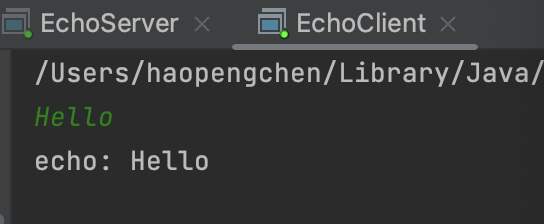 EchoServer EchoClient
/Users/haopengchen/Library/Java/
Hello
echo: Hello